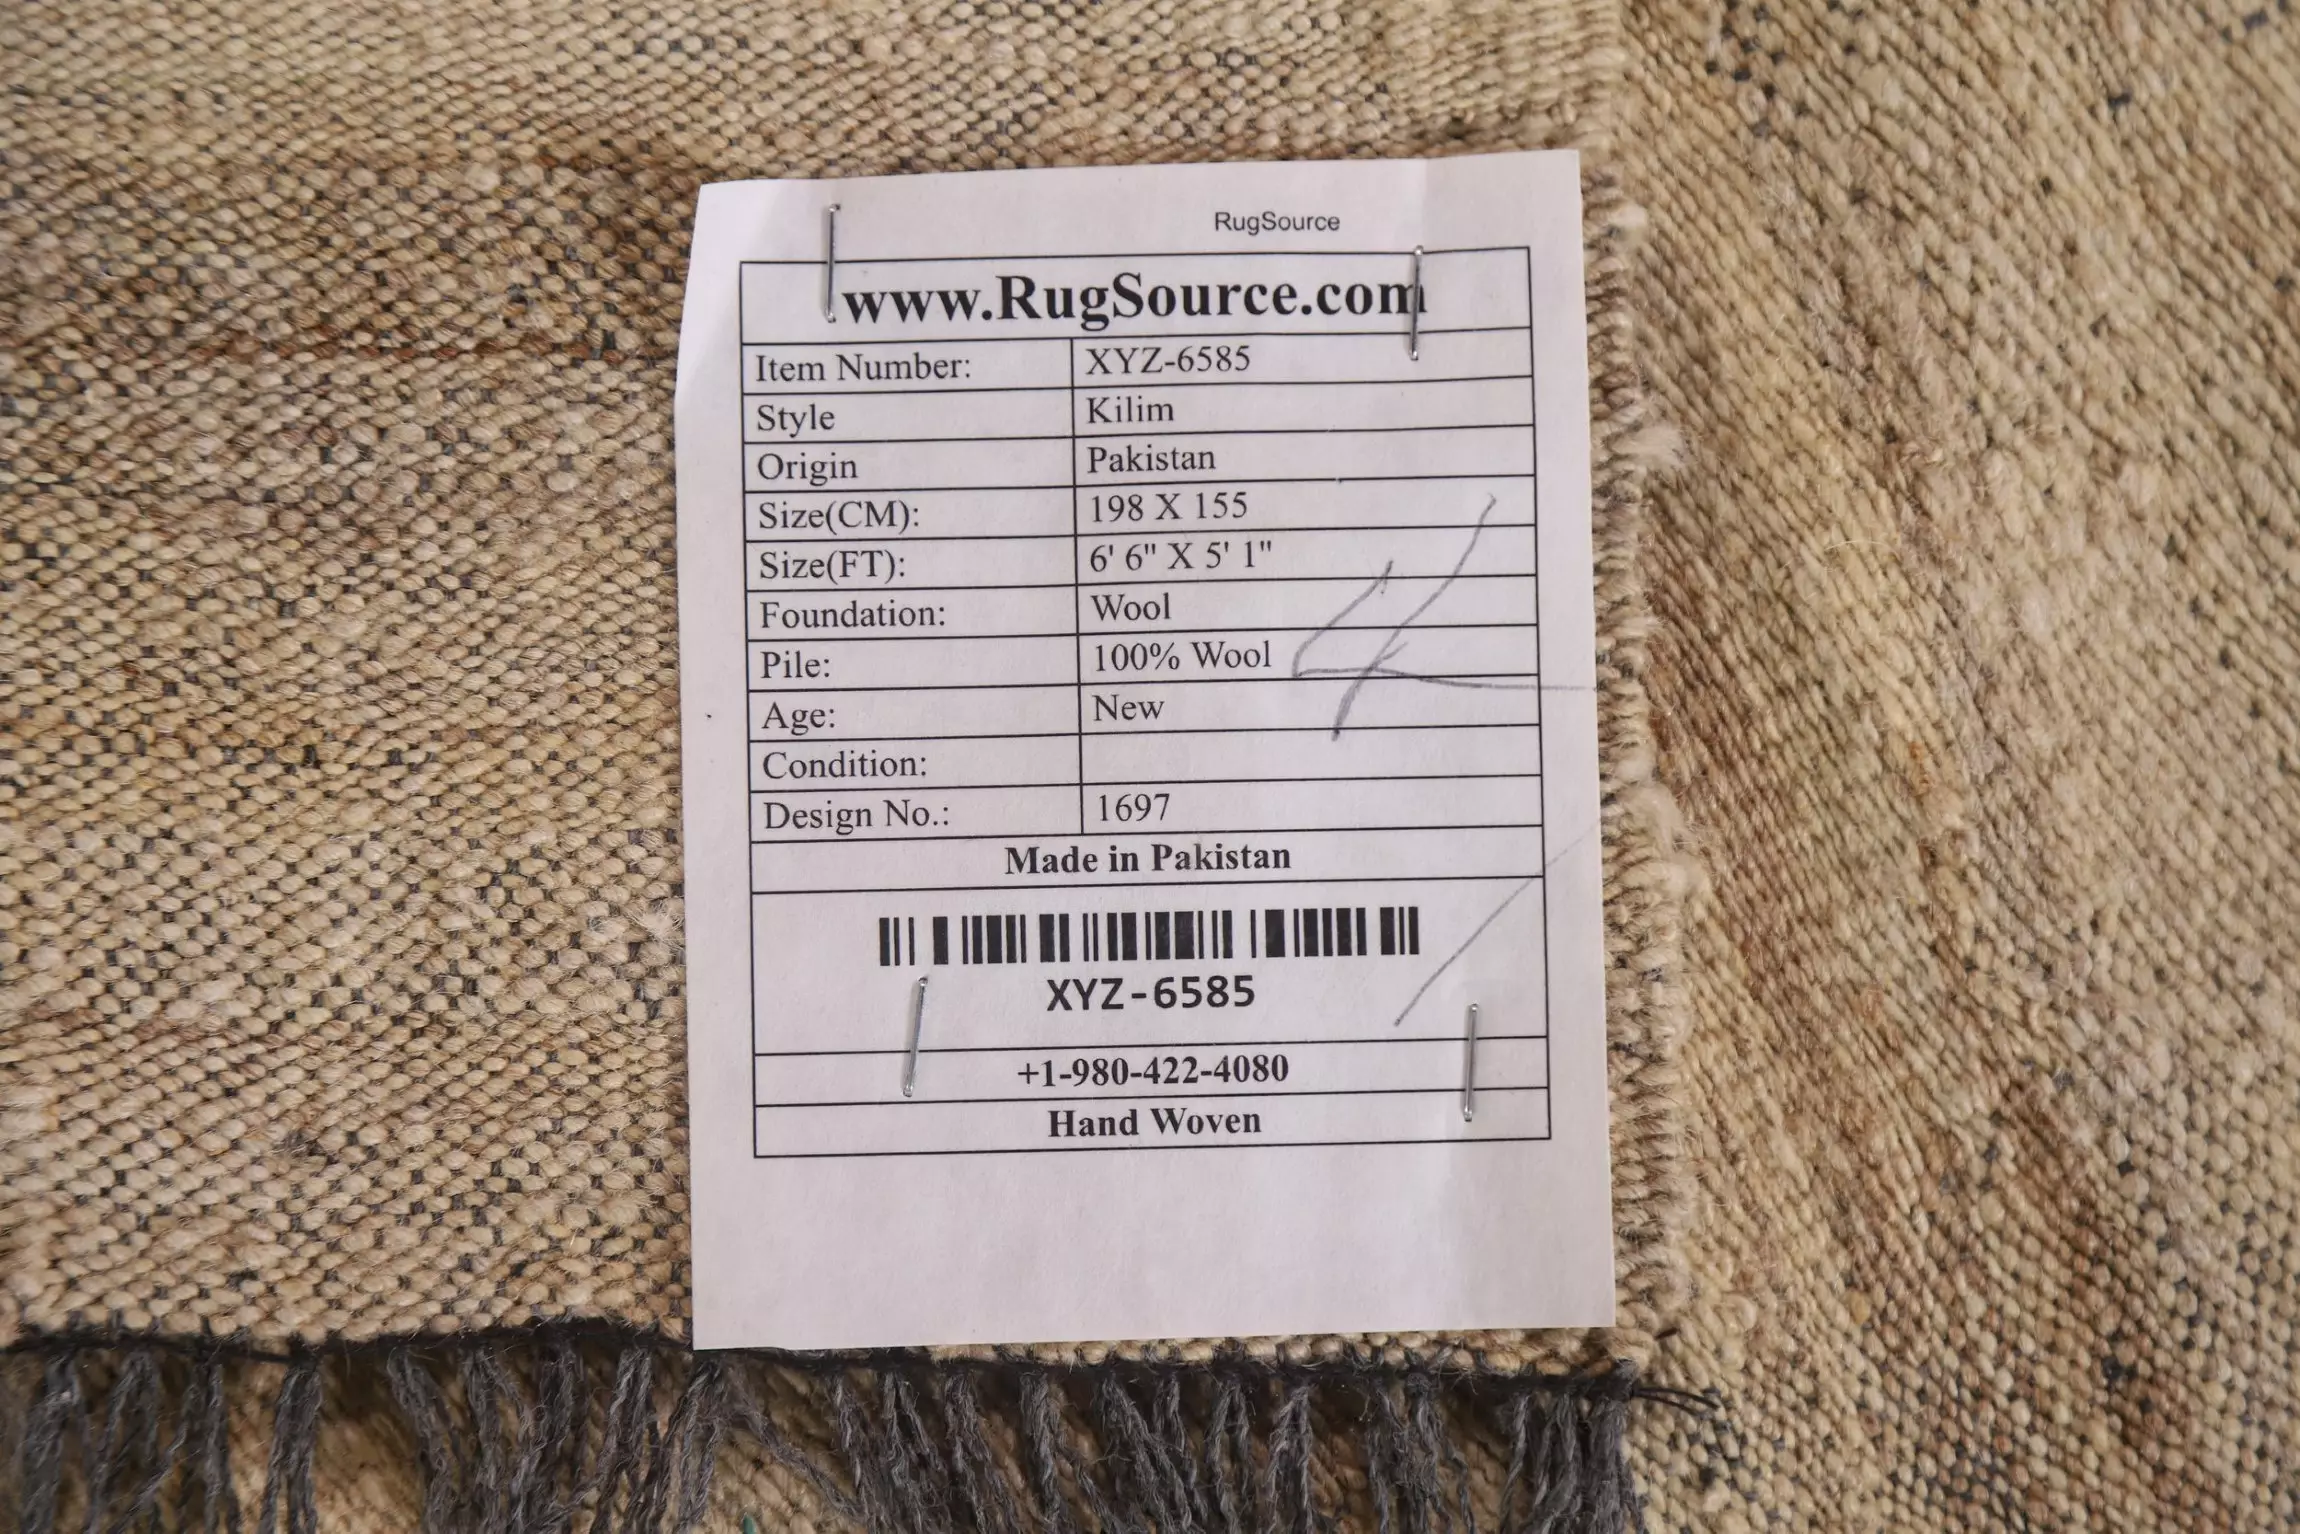 RugSource
www.RugSource.com
Item Number: XYZ-6585
Style Kilim
Origin Pakistan
Size(CM): 198 X 155
Size(FT): 6' 6" X 5' 1"
Foundation: Wool
Pile: 100% Wool
Age: New
Condition:
Design No.: 1697
Made in Pakistan
XYZ-6585
+1-980-422-4080
Hand Woven